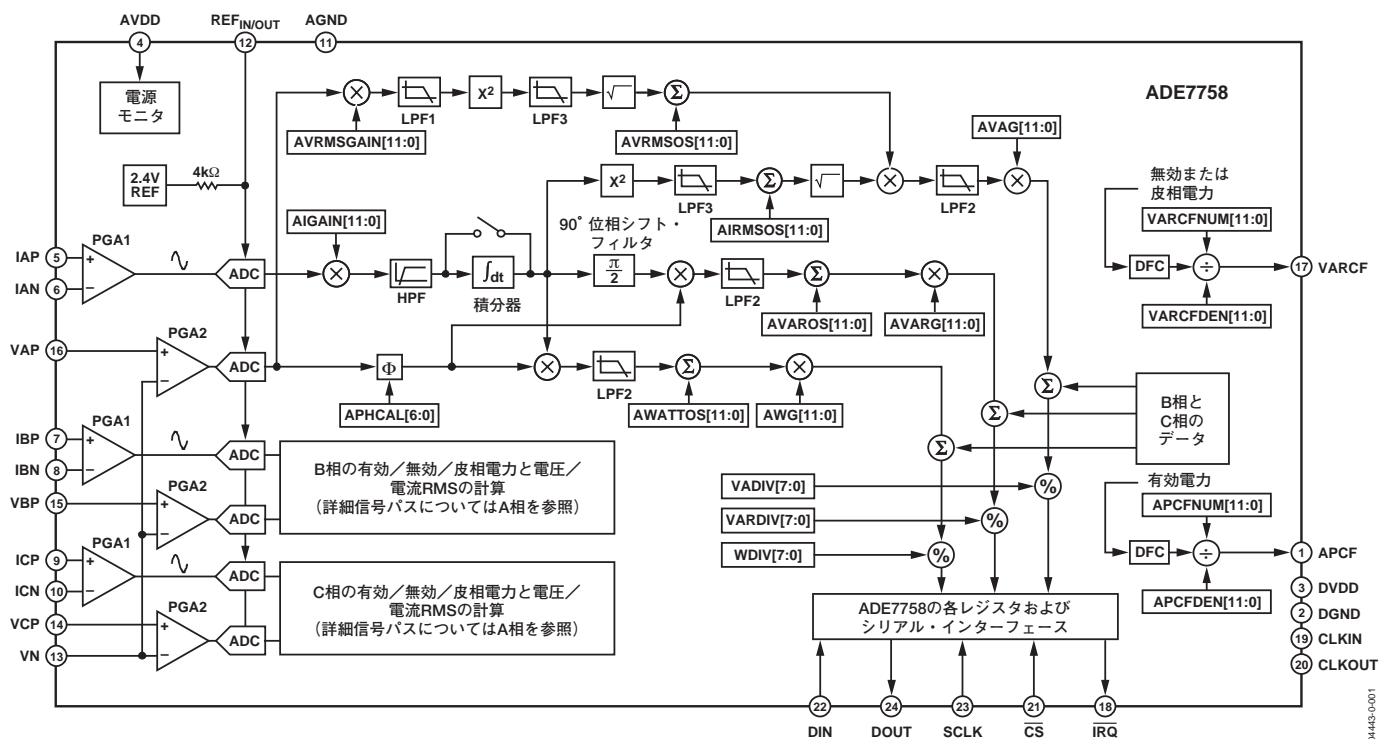 AVDD
REFIN/OUT
AGND
4
12
11
電源
モニタ
ADE7758
X²
LPF1
LPF3
AVRMSGAIN[11:0]
AVRMSOS[11:0]
AVAG[11:0]
2.4V
REF
4kΩ
X²
LPF3
AIRMSOS[11:0]
LPF2
無効または
皮相電力
VARCFNUM[11:0]
DFC
÷
17
VARCF
VARCFDEN[11:0]
AIGAIN[11:0]
90°位相シフト・
フィルタ
IAP
5
PGA1
+
−
IAN
6
ADC
HPF
∫dt
積分器
π
2
LPF2
Σ
AVAROS[11:0]
AVARG[11:0]
VAP
16
PGA2
+
−
ADC
Φ
APHCAL[6:0]
LPF2
Σ
AWATTOS[11:0]
AWG[11:0]
Σ
Σ
Σ
B相と
C相の
データ
IBP
7
PGA1
+
−
IBN
8
ADC
VBP
15
PGA2
+
−
ADC
B相の有効／無効／皮相電力と電圧／
電流RMSの計算
（詳細信号パスについてはA相を参照）
VADIV[7:0]
%
VARDIV[7:0]
%
WDIV[7:0]
%
有効電力
APCFNUM[11:0]
DFC
÷
1
APCF
APCFDEN[11:0]
ICP
9
PGA1
+
−
ICN
10
ADC
VCP
14
PGA2
+
−
ADC
VN
13
C相の有効／無効／皮相電力と電圧／
電流RMSの計算
（詳細信号パスについてはA相を参照）
ADE7758の各レジスタおよび
シリアル・インターフェース
3
DVDD
2
DGND
19
CLKIN
20
CLKOUT
22
24
23
21
18
DIN
DOUT
SCLK
CS
IRQ
04443-0-001